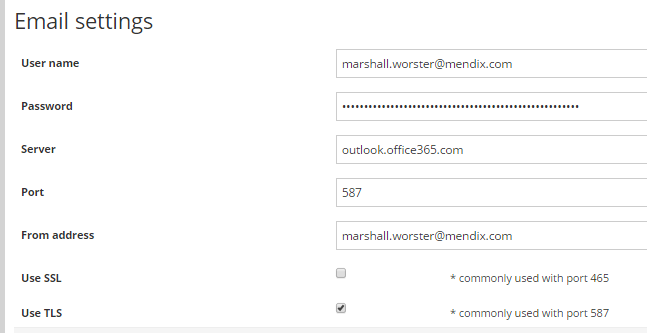 Email settings
User name marshall.worster@mendix.com
Password ••••••••••••••••••••••••••••••••••••••••••••••••••••••
Server outlook.office365.com
Port 587
From address marshall.worster@mendix.com
Use SSL * commonly used with port 465
Use TLS * commonly used with port 587